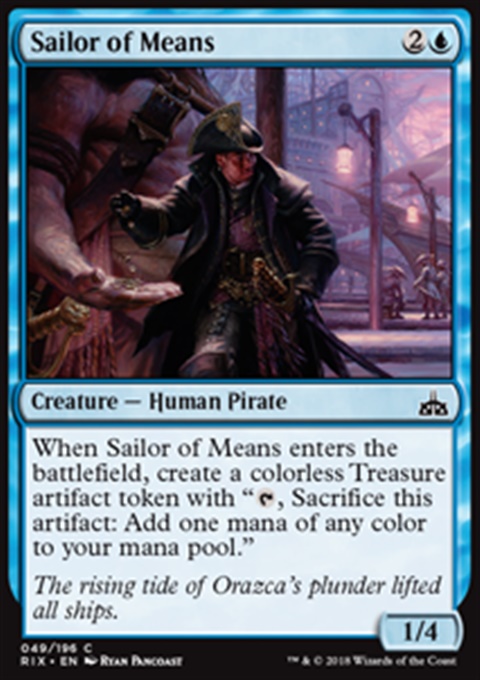 Sailor of Means 2
Creature — Human Pirate
When Sailor of Means enters the
battlefield, create a colorless Treasure
artifact token with “, Sacrifice this
artifact: Add one mana of any color
to your mana pool.”
The rising tide of Orazca’s plunder lifted
all ships.
1/4
049/196 C
RIX • EN Ryan Pancoast
™ & © 2018 Wizards of the Coast